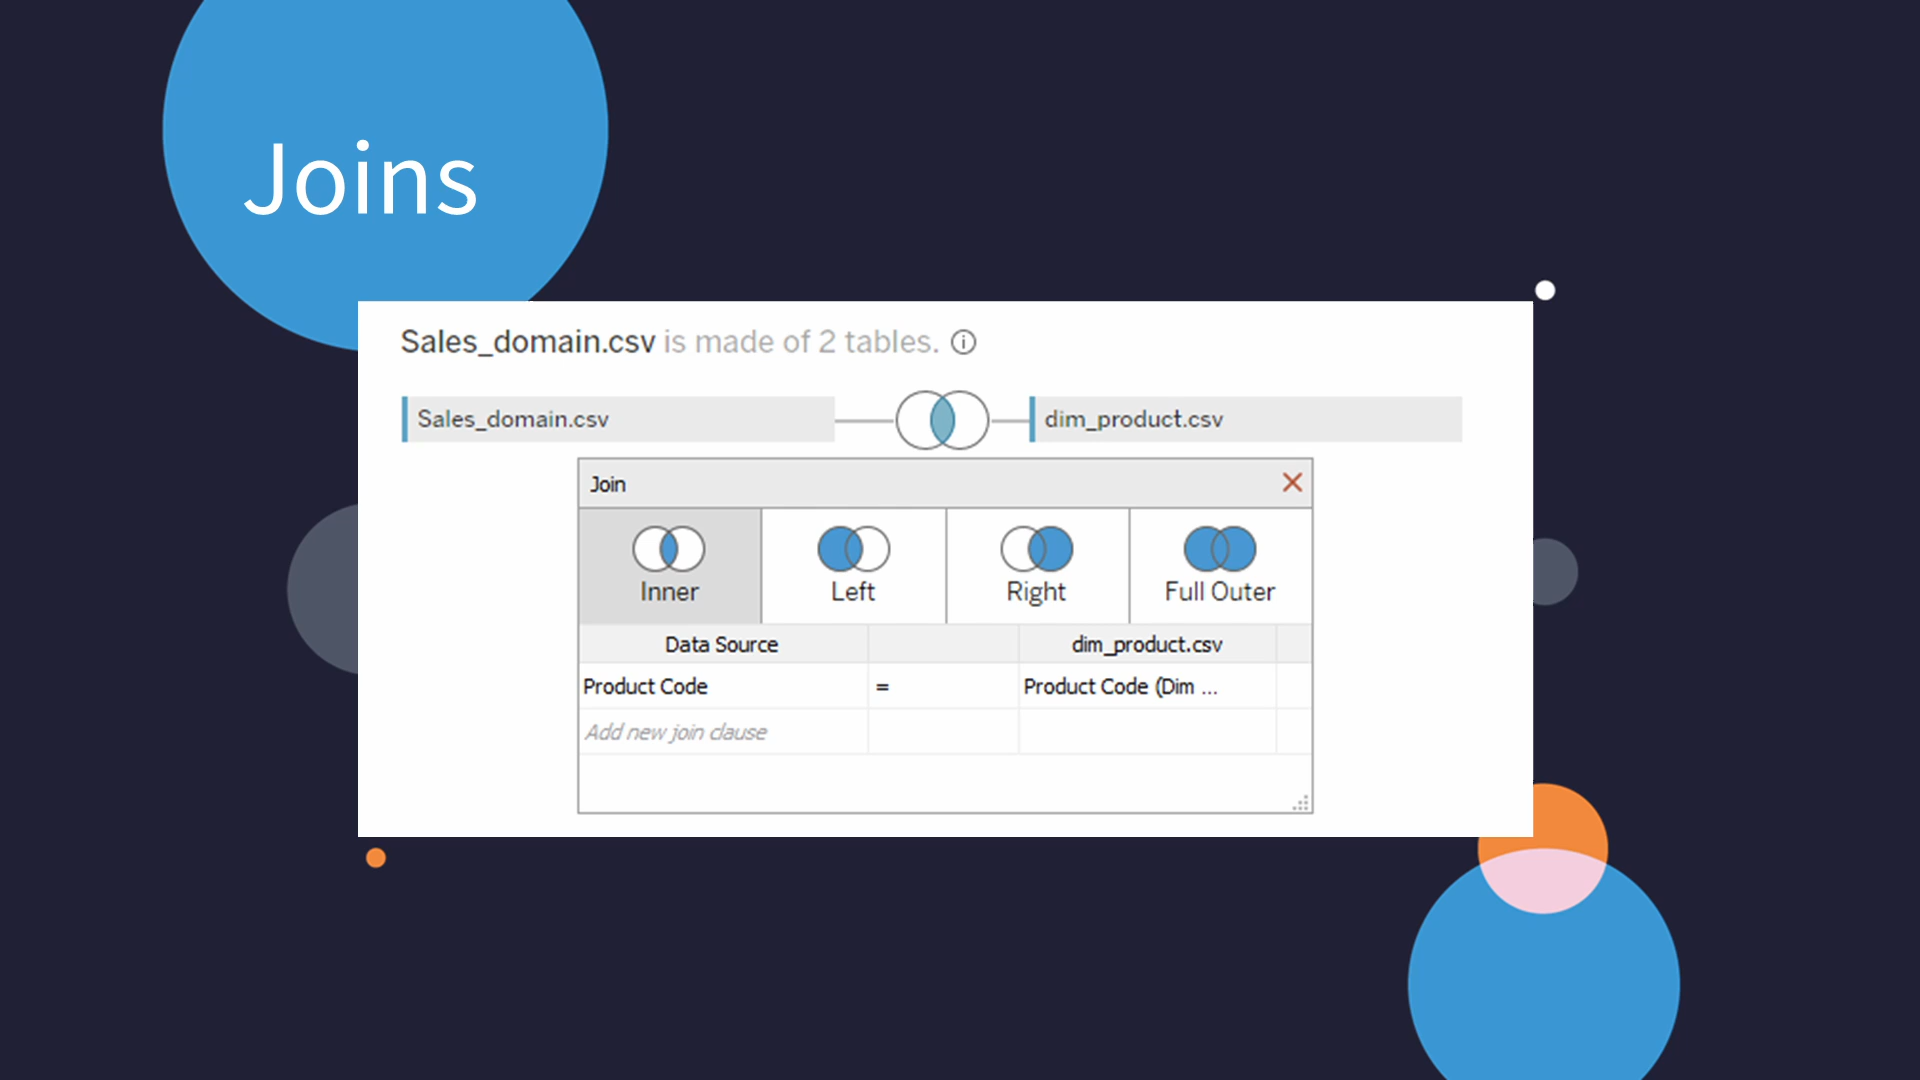 Joins
Sales_domain.csv is made of 2 tables.
Sales_domain.csv dim_product.csv
Join
Inner Left Right Full Outer
Data Source dim_product.csv
Product Code = Product Code (Dim ...
Add new join clause